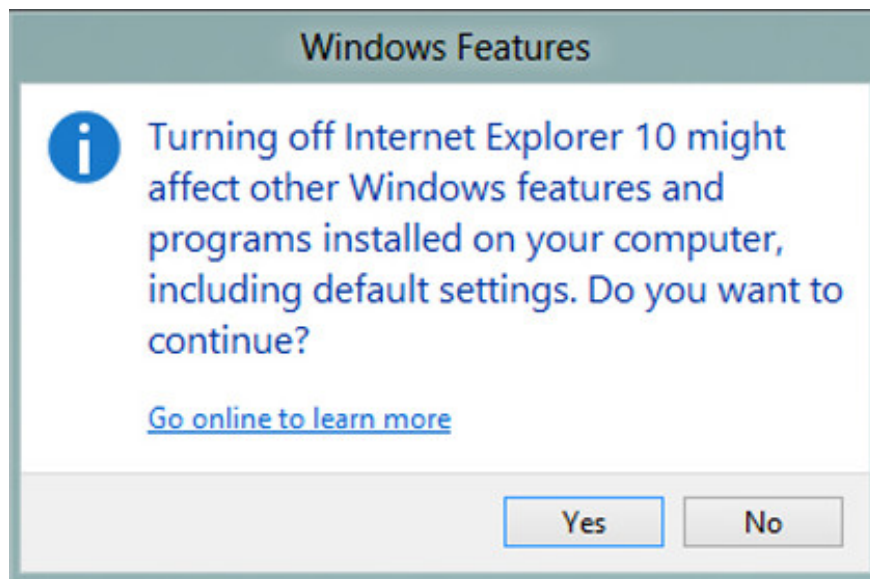 Windows Features
Turning off Internet Explorer 10 might
affect other Windows features and
programs installed on your computer,
including default settings. Do you want to
continue?
Go online to learn more
Yes
No